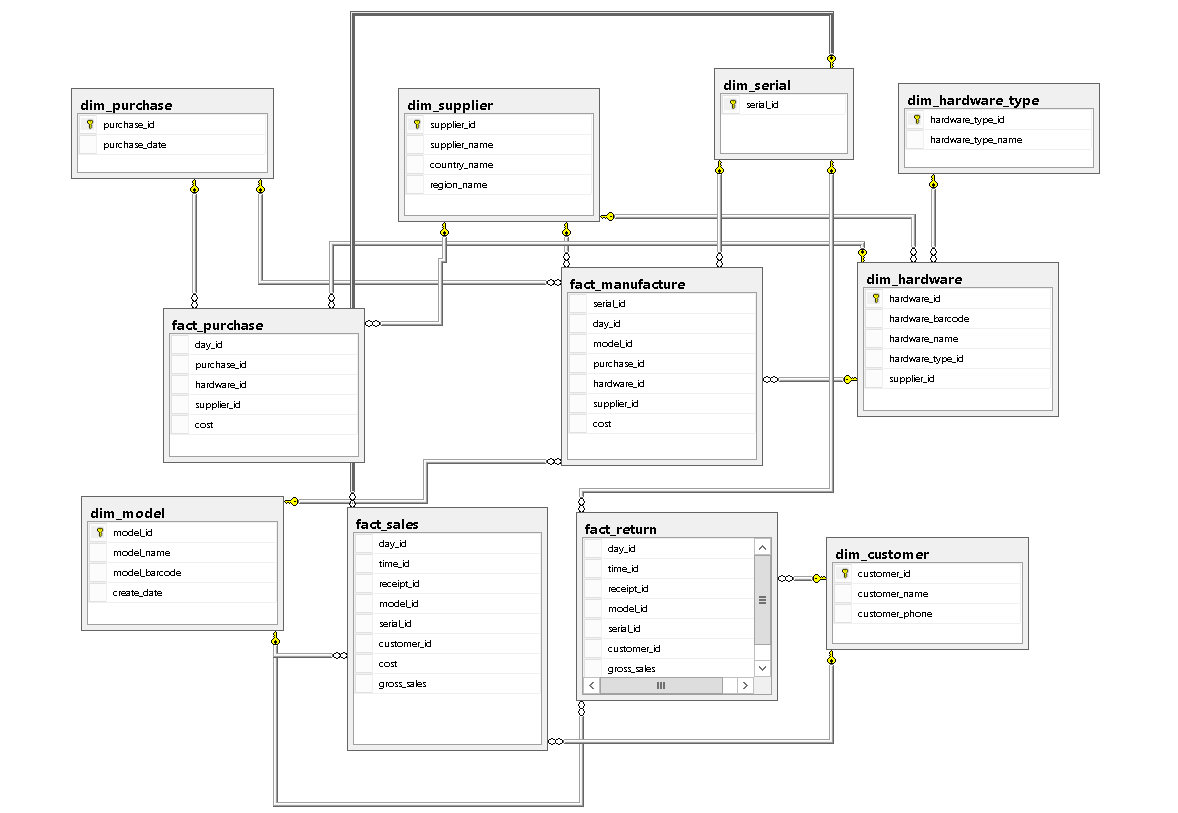 dim_purchase
purchase_id
purchase_date
dim_supplier
supplier_id
supplier_name
country_name
region_name
dim_serial
serial_id
dim_hardware_type
hardware_type_id
hardware_type_name
fact_purchase
day_id
purchase_id
hardware_id
supplier_id
cost
fact_manufacture
serial_id
day_id
model_id
purchase_id
hardware_id
supplier_id
cost
dim_hardware
hardware_id
hardware_barcode
hardware_name
hardware_type_id
supplier_id
dim_model
model_id
model_name
model_barcode
create_date
fact_sales
day_id
time_id
receipt_id
model_id
serial_id
customer_id
cost
gross_sales
fact_return
day_id
time_id
receipt_id
model_id
serial_id
customer_id
gross_sales
dim_customer
customer_id
customer_name
customer_phone